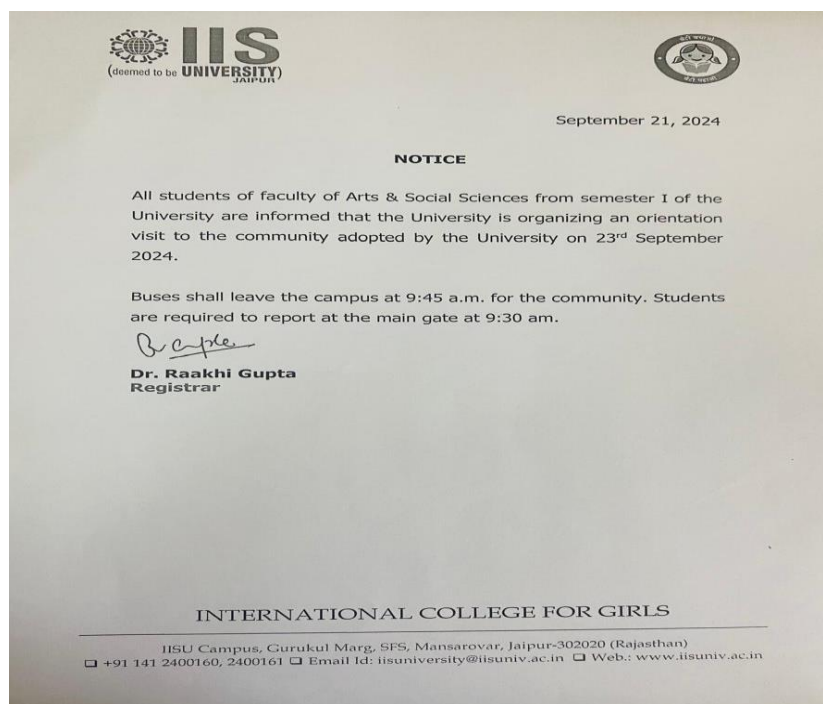 IIS
(deemed to be UNIVERSITY)
JAIPUR
बेटी बचाओ
बेटी पढ़ाओ
September 21, 2024
NOTICE
All students of faculty of Arts & Social Sciences from semester I of the
University are informed that the University is organizing an orientation
visit to the community adopted by the University on 23rd September
2024.
Buses shall leave the campus at 9:45 a.m. for the community. Students
are required to report at the main gate at 9:30 am.
Dr. Raakhi Gupta
Registrar
INTERNATIONAL COLLEGE FOR GIRLS
IISU Campus, Gurukul Marg, SFS, Mansarovar, Jaipur-302020 (Rajasthan)
❑ +91 141 2400160, 2400161 ❑ Email Id: iisuniversity@iisuniv.ac.in ❑ Web.: www.iisuniv.ac.in